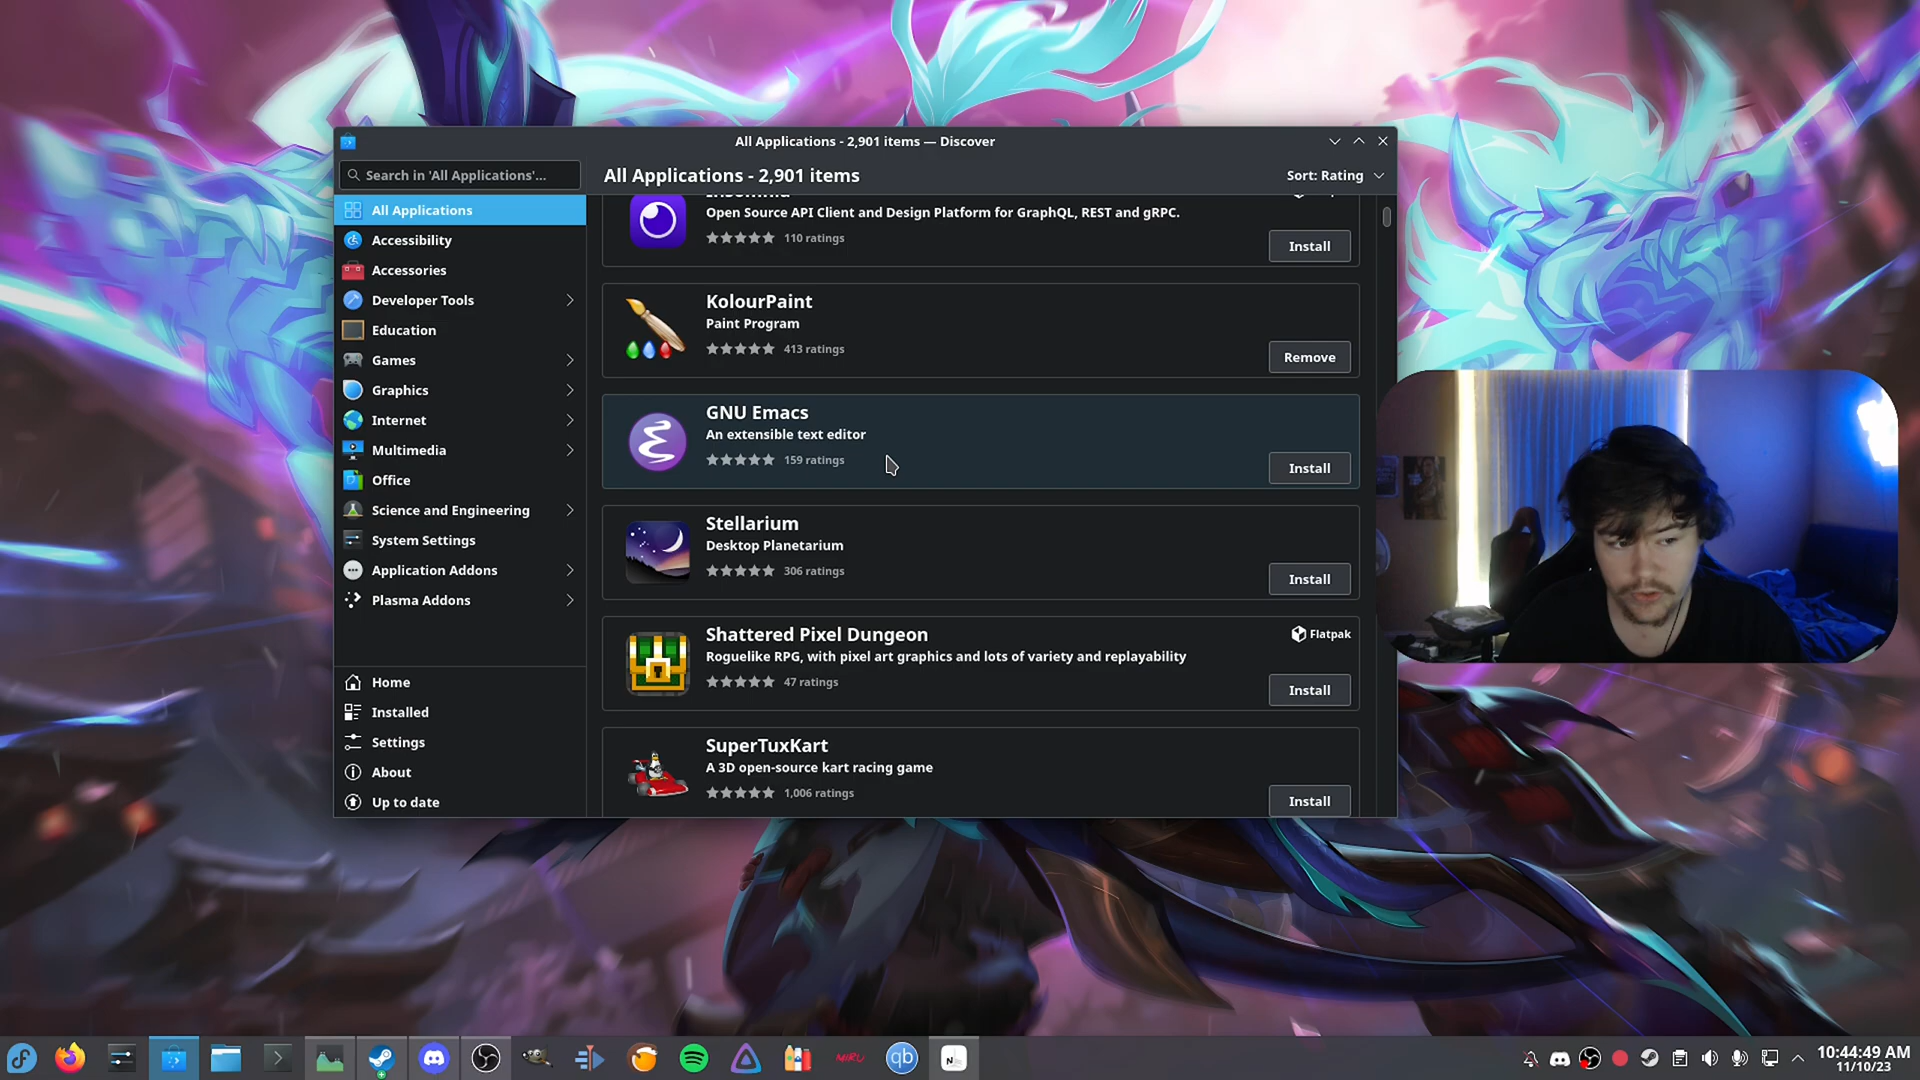 All Applications - 2,901 items — Discover
Search in 'All Applications'...
All Applications - 2,901 items
Sort: Rating
All Applications
Accessibility
Accessories
Developer Tools
Education
Games
Graphics
Internet
Multimedia
Office
Science and Engineering
System Settings
Application Addons
Plasma Addons
Home
Installed
Settings
About
Up to date
Open Source API Client and Design Platform for GraphQL, REST and gRPC.
110 ratings
Install
KolourPaint
Paint Program
413 ratings
Remove
GNU Emacs
An extensible text editor
159 ratings
Install
Stellarium
Desktop Planetarium
306 ratings
Install
Shattered Pixel Dungeon
Flatpak
Roguelike RPG, with pixel art graphics and lots of variety and replayability
47 ratings
Install
SuperTuxKart
A 3D open-source kart racing game
1,006 ratings
Install
MIRU
qb
N
10:44:49 AM
11/10/23